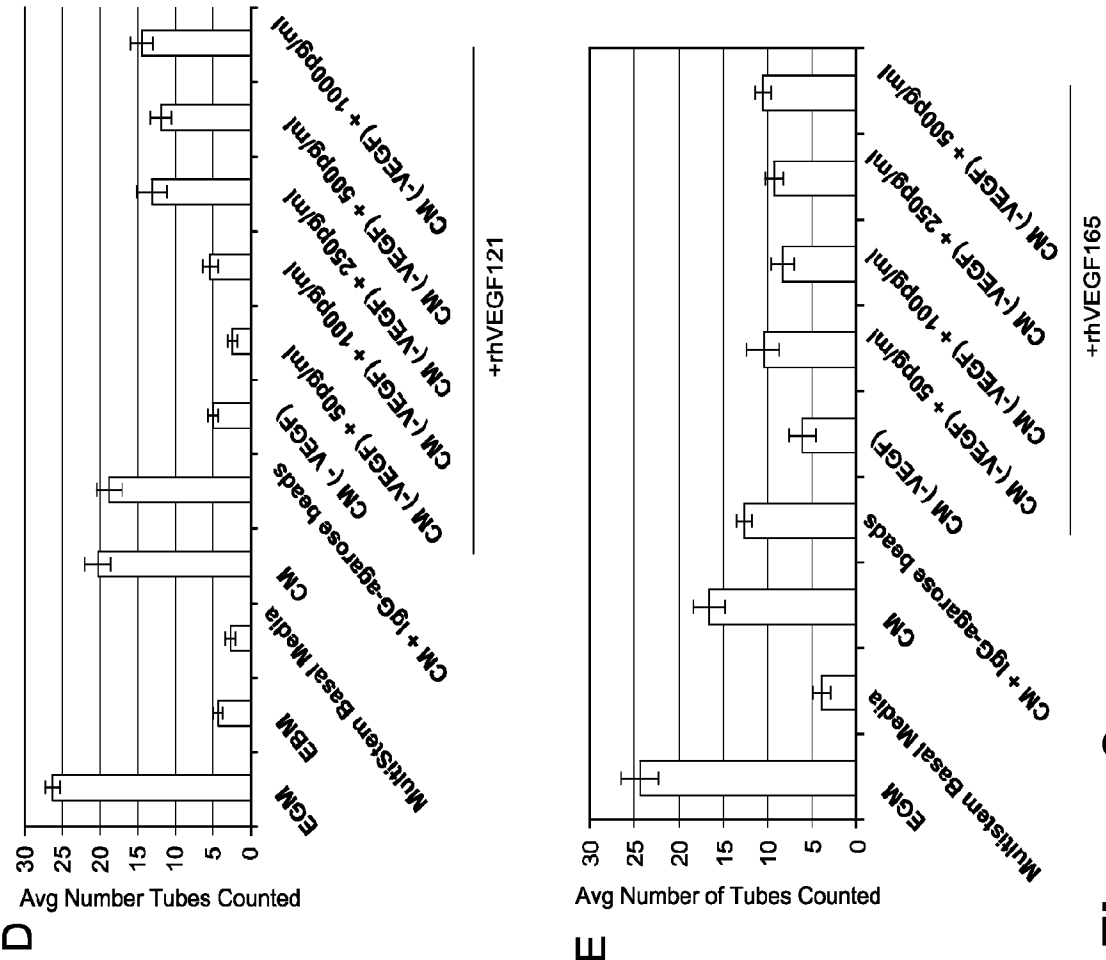 D
Avg Number Tubes Counted
30
25
20
15
10
5
0
EGM
EBM
MultiStem Basal Media
CM
CM + IgG-agarose beads
CM (- VEGF)
CM (-VEGF) + 50pg/ml
CM (-VEGF) + 100pg/ml
CM (-VEGF) + 250pg/ml
CM (-VEGF) + 500pg/ml
CM (-VEGF) + 1000pg/ml
+rhVEGF121
E
Avg Number of Tubes Counted
30
25
20
15
10
5
0
EGM
Multistem Basal Media
CM
CM + IgG-agarose beads
CM (-VEGF)
CM (-VEGF) + 50pg/ml
CM (-VEGF) + 100pg/ml
CM (-VEGF) + 250pg/ml
CM (-VEGF) + 500pg/ml
+rhVEGF165